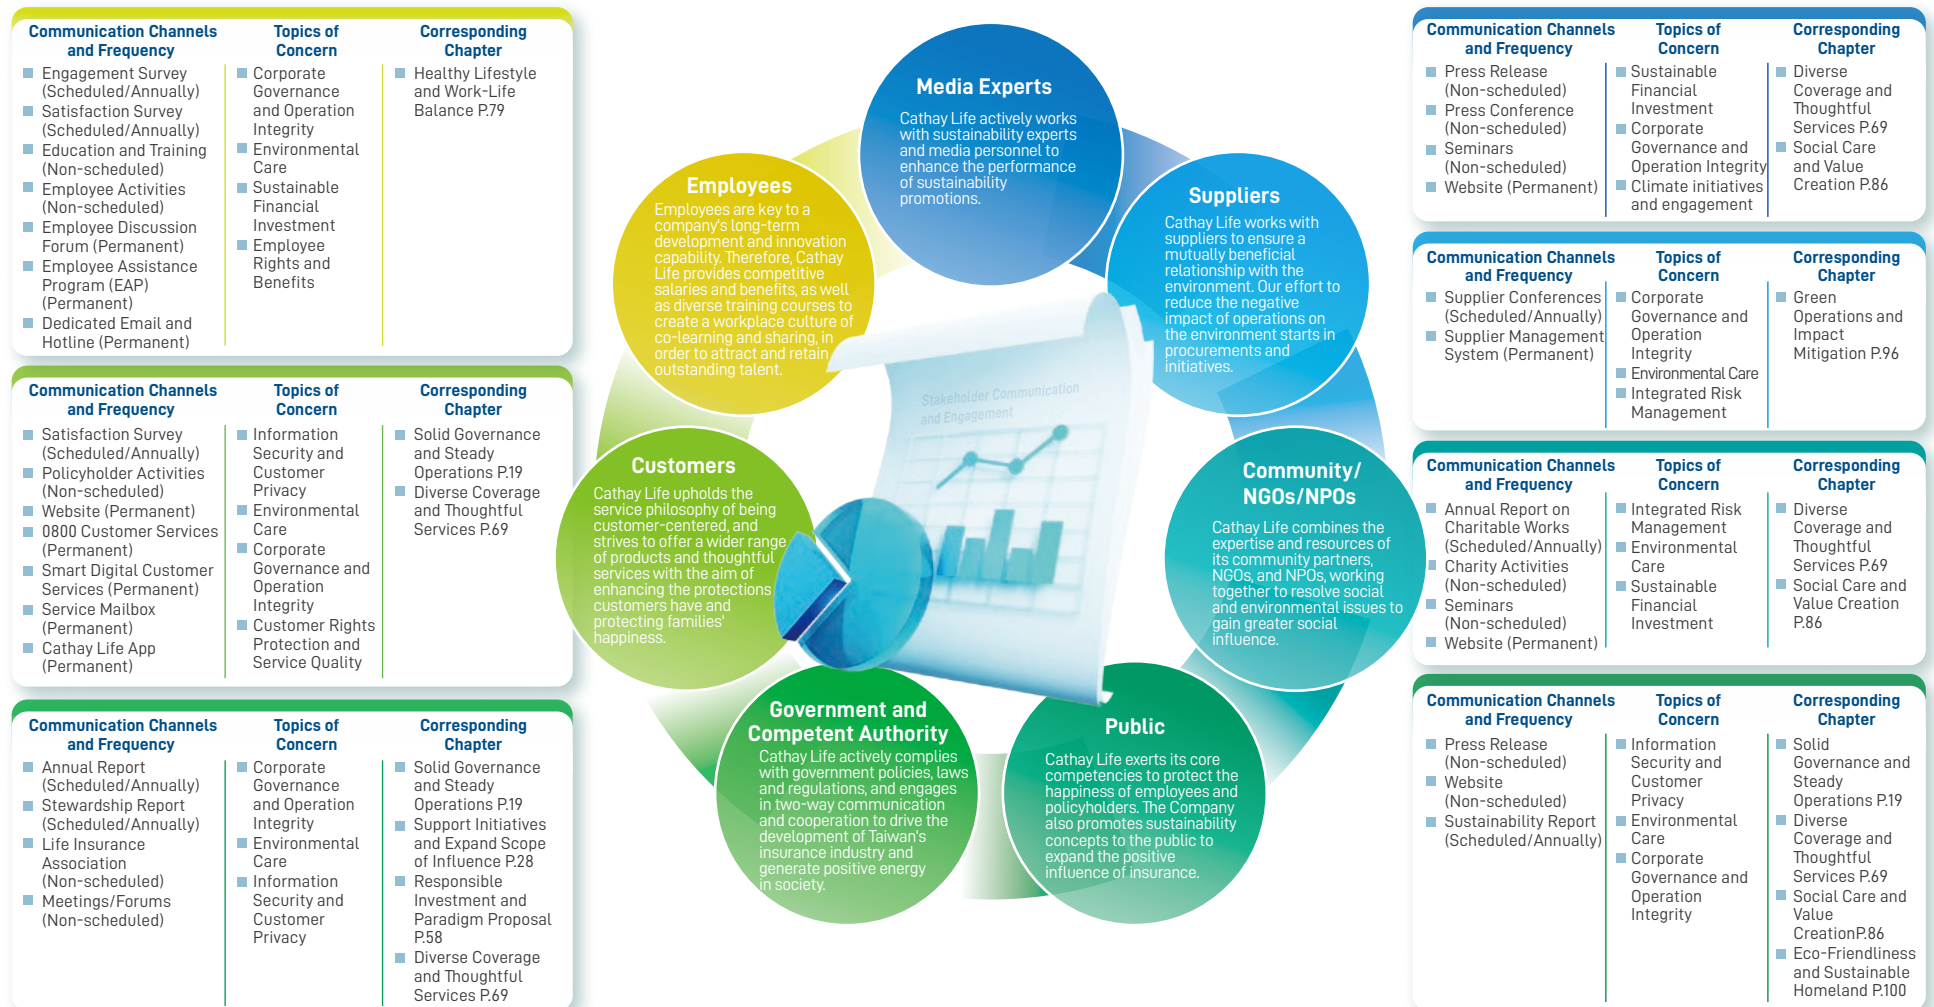 Communication Channels
and Frequency
Topics of
Concern
Corresponding
Chapter
Engagement Survey
(Scheduled/Annually)
Satisfaction Survey
(Scheduled/Annually)
Education and Training
(Non-scheduled)
Employee Activities
(Non-scheduled)
Employee Discussion
Forum (Permanent)
Employee Assistance
Program (EAP)
(Permanent)
Dedicated Email and
Hotline (Permanent)
Corporate
Governance
and Operation
Integrity
Environmental
Care
Sustainable
Financial
Investment
Employee
Rights and
Benefits
Healthy Lifestyle
and Work-Life
Balance P.79
Communication Channels
and Frequency
Topics of
Concern
Corresponding
Chapter
Satisfaction Survey
(Scheduled/Annually)
Policyholder Activities
(Non-scheduled)
Website (Permanent)
0800 Customer Services
(Permanent)
Smart Digital Customer
Services (Permanent)
Service Mailbox
(Permanent)
Cathay Life App
(Permanent)
Information
Security and
Customer
Privacy
Environmental
Care
Corporate
Governance and
Operation
Integrity
Customer Rights
Protection and
Service Quality
Solid Governance
and Steady
Operations P.19
Diverse Coverage
and Thoughtful
Services P.69
Communication Channels
and Frequency
Topics of
Concern
Corresponding
Chapter
Annual Report
(Scheduled/Annually)
Stewardship Report
(Scheduled/Annually)
Life Insurance
Association
(Non-scheduled)
Meetings/Forums
(Non-scheduled)
Corporate
Governance
and Operation
Integrity
Environmental
Care
Information
Security and
Customer
Privacy
Solid Governance
and Steady
Operations P.19
Support Initiatives
and Expand Scope
of Influence P.28
Responsible
Investment and
Paradigm Proposal
P.58
Diverse Coverage
and Thoughtful
Services P.69
Media Experts
Cathay Life actively works
with sustainability experts
and media personnel to
enhance the performance
of sustainability
promotions.
Employees
Employees are key to a
company's long-term
development and innovation
capability. Therefore, Cathay
Life provides competitive
salaries and benefits, as well
as diverse training courses to
create a workplace culture of
co-learning and sharing, in
order to attract and retain
outstanding talent.
Suppliers
Cathay Life works with
suppliers to ensure a
mutually beneficial
relationship with the
environment. Our effort to
reduce the negative
impact of operations on
the environment starts in
procurements and
initiatives.
Stakeholder Communication
and Engagement
Customers
Cathay Life upholds the
service philosophy of being
customer-centered, and
strives to offer a wider range
of products and thoughtful
services with the aim of
enhancing the protections
customers have and
protecting families'
happiness.
Community/
NGOs/NPOs
Cathay Life combines the
expertise and resources of
its community partners,
NGOs, and NPOs, working
together to resolve social
and environmental issues to
gain greater social
influence.
Government and
Competent Authority
Cathay Life actively complies
with government policies, laws
and regulations, and engages
in two-way communication
and cooperation to drive the
development of Taiwan's
insurance industry and
generate positive energy
in society.
Public
Cathay Life exerts its core
competencies to protect the
happiness of employees and
policyholders. The Company
also promotes sustainability
concepts to the public to
expand the positive
influence of insurance.
Communication Channels
and Frequency
Topics of
Concern
Corresponding
Chapter
Press Release
(Non-scheduled)
Press Conference
(Non-scheduled)
Seminars
(Non-scheduled)
Website (Permanent)
Sustainable
Financial
Investment
Corporate
Governance and
Operation Integrity
Climate initiatives
and engagement
Diverse
Coverage and
Thoughtful
Services P.69
Social Care
and Value
Creation P.86
Communication Channels
and Frequency
Topics of
Concern
Corresponding
Chapter
Supplier Conferences
(Scheduled/Annually)
Supplier Management
System (Permanent)
Corporate
Governance and
Operation
Integrity
Environmental Care
Integrated Risk
Management
Green
Operations and
Impact
Mitigation P.96
Communication Channels
and Frequency
Topics of
Concern
Corresponding
Chapter
Annual Report on
Charitable Works
(Scheduled/Annually)
Charity Activities
(Non-scheduled)
Seminars
(Non-scheduled)
Website (Permanent)
Integrated Risk
Management
Environmental
Care
Sustainable
Financial
Investment
Diverse
Coverage and
Thoughtful
Services P.69
Social Care and
Value Creation
P.86
Communication Channels
and Frequency
Topics of
Concern
Corresponding
Chapter
Press Release
(Non-scheduled)
Website
(Non-scheduled)
Sustainability Report
(Scheduled/Annually)
Information
Security and
Customer
Privacy
Environmental
Care
Corporate
Governance and
Operation
Integrity
Solid
Governance and
Steady
Operations P.19
Diverse
Coverage and
Thoughtful
Services P.69
Social Care and
Value
CreationP.86
Eco-Friendliness
and Sustainable
Homeland P.100